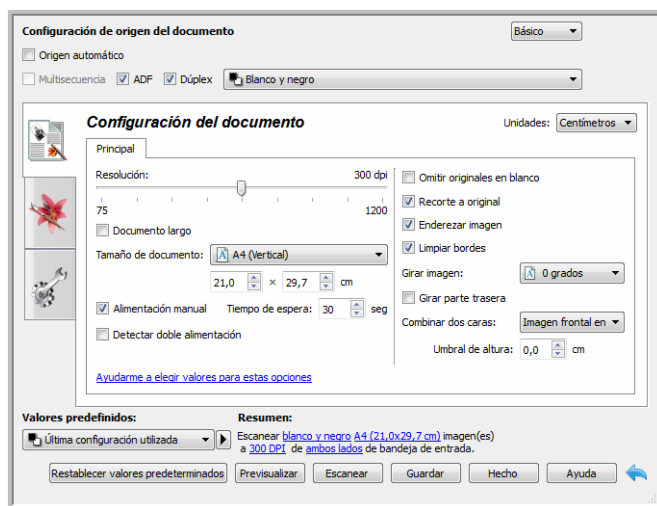 Configuración de origen del documento
Básico
Origen automático
Multisecuencia ADF Dúplex Blanco y negro
Configuración del documento
Unidades: Centímetros
Principal
Resolución: 300 dpi
75 1200
Documento largo
Tamaño de documento: A4 (Vertical)
21,0 × 29,7 cm
Alimentación manual Tiempo de espera: 30 seg
Detectar doble alimentación
Ayudarme a elegir valores para estas opciones
Omitir originales en blanco
Recorte a original
Enderezar imagen
Limpiar bordes
Girar imagen: 0 grados
Girar parte trasera
Combinar dos caras: Imagen frontal en
Umbral de altura: 0,0 cm
Valores predefinidos:
Última configuración utilizada
Resumen:
Escanear blanco y negro A4 (21,0x29,7 cm) imagen(es)
a 300 DPI de ambos lados de bandeja de entrada.
Restablecer valores predeterminados Previsualizar Escanear Guardar Hecho Ayuda